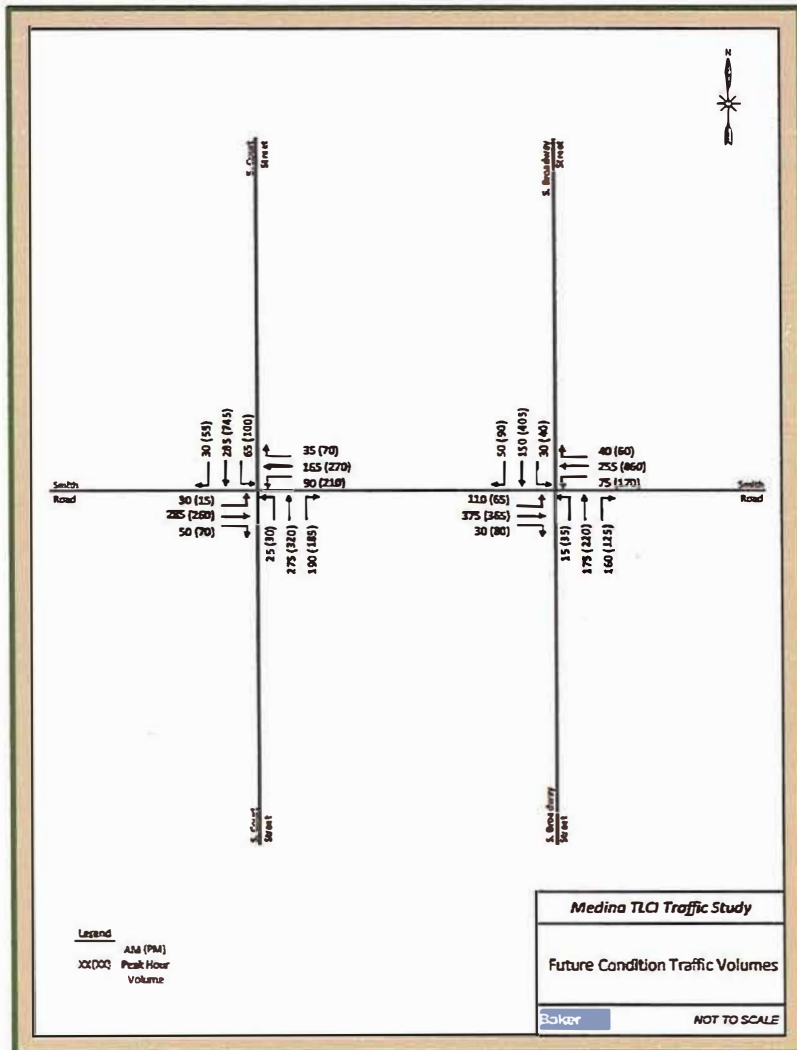 N
S. Court
Street
S. Broadway
Street
30 (55)
285 (745)
65 (100)
35 (70)
165 (270)
90 (210)
50 (90)
150 (405)
30 (40)
40 (60)
255 (460)
75 (170)
Smith
Road
Smith
Road
30 (15)
285 (260)
50 (70)
25 (30)
275 (320)
190 (185)
110 (65)
375 (365)
30 (80)
15 (35)
175 (220)
160 (125)
S. Court
Street
S. Broadway
Street
Legend
AM (PM)
XX(XX) Peak Hour
Volume
Medina TLCI Traffic Study
Future Condition Traffic Volumes
Baker
NOT TO SCALE